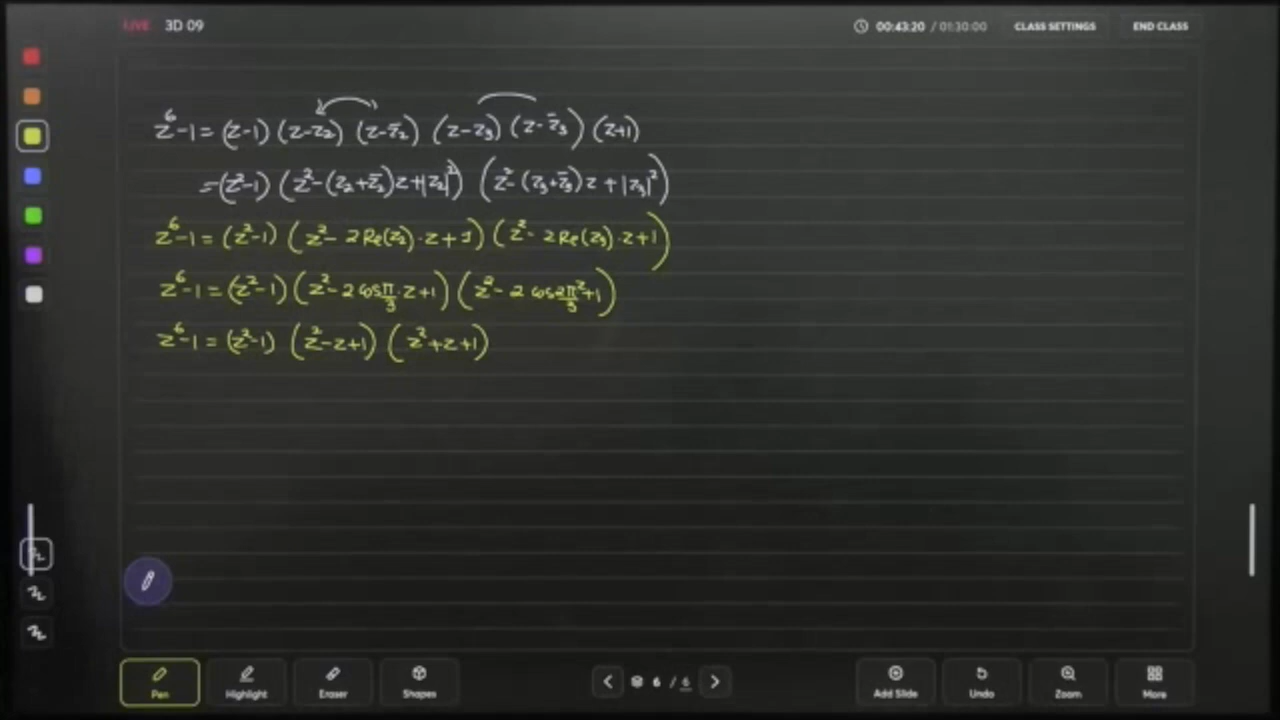 LIVE 3D 09 00:43:20 / 01:30:00 CLASS SETTINGS END CLASS
z⁶-1 = (z-1) (z-z₂) (z-z̄₂) (z-z₃) (z-z̄₃) (z+1)
= (z²-1) (z²-(z₂+z̄₂)z+|z₂|²) (z²-(z₃+z̄₃)z+|z₃|²)
z⁶-1 = (z²-1) (z²-2Re(z₂)·z+1) (z²-2Re(z₃)·z+1)
z⁶-1 = (z²-1) (z²-2cosπ/3·z+1) (z²-2cos2π/3z+1)
z⁶-1 = (z²-1) (z²-z+1) (z²+z+1)
Pen Highlight Eraser Shapes 6 / 6 Add Slide Undo Zoom More